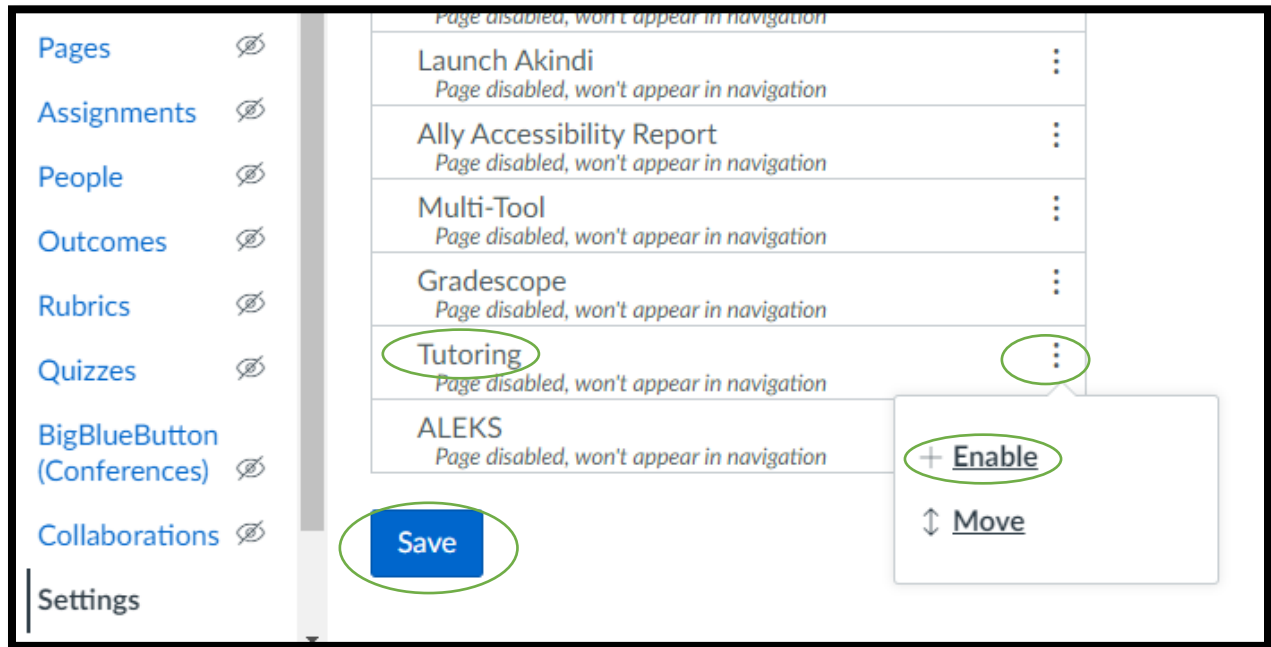 Pages
Assignments
People
Outcomes
Rubrics
Quizzes
BigBlueButton
(Conferences)
Collaborations
Settings
Page disabled, won't appear in navigation
Launch Akindi
Page disabled, won't appear in navigation
Ally Accessibility Report
Page disabled, won't appear in navigation
Multi-Tool
Page disabled, won't appear in navigation
Gradescope
Page disabled, won't appear in navigation
Tutoring
Page disabled, won't appear in navigation
ALEKS
Page disabled, won't appear in navigation
Enable
Move
Save